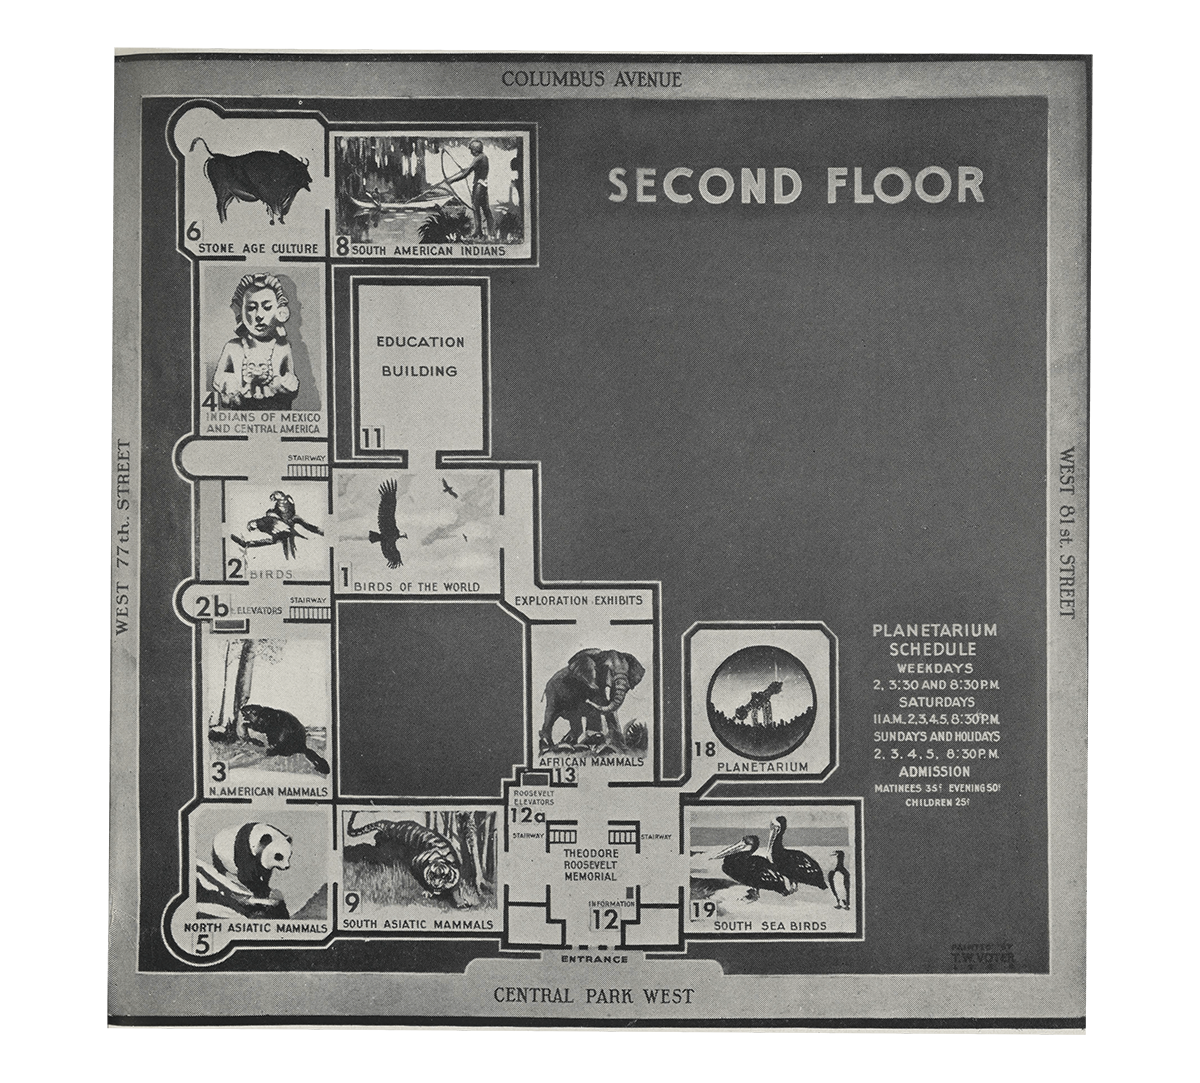 COLUMBUS AVENUE
SECOND FLOOR
6
STONE AGE CULTURE
8
SOUTH AMERICAN INDIANS
4
INDIANS OF MEXICO
AND CENTRAL AMERICA
EDUCATION
BUILDING
11
STAIRWAY
2
BIRDS
1
BIRDS OF THE WORLD
2b
ELEVATORS
STAIRWAY
EXPLORATION EXHIBITS
3
N. AMERICAN MAMMALS
AFRICAN MAMMALS
13
18
PLANETARIUM
PLANETARIUM
SCHEDULE
WEEKDAYS
2, 3:30 AND 8:30 P.M.
SATURDAYS
11 A.M. 2,3,4,5, 8:30 P.M.
SUNDAYS AND HOLIDAYS
2, 3, 4, 5, 8:30 P.M.
ADMISSION
MATINEES 35¢ EVENING 50¢
CHILDREN 25¢
ROOSEVELT
ELEVATORS
12a
STAIRWAY
STAIRWAY
THEODORE
ROOSEVELT
MEMORIAL
INFORMATION
12
NORTH ASIATIC MAMMALS
5
9
SOUTH ASIATIC MAMMALS
19
SOUTH SEA BIRDS
ENTRANCE
PAINTED BY
T.W. VOTER
WEST 77th. STREET
WEST 81st. STREET
CENTRAL PARK WEST